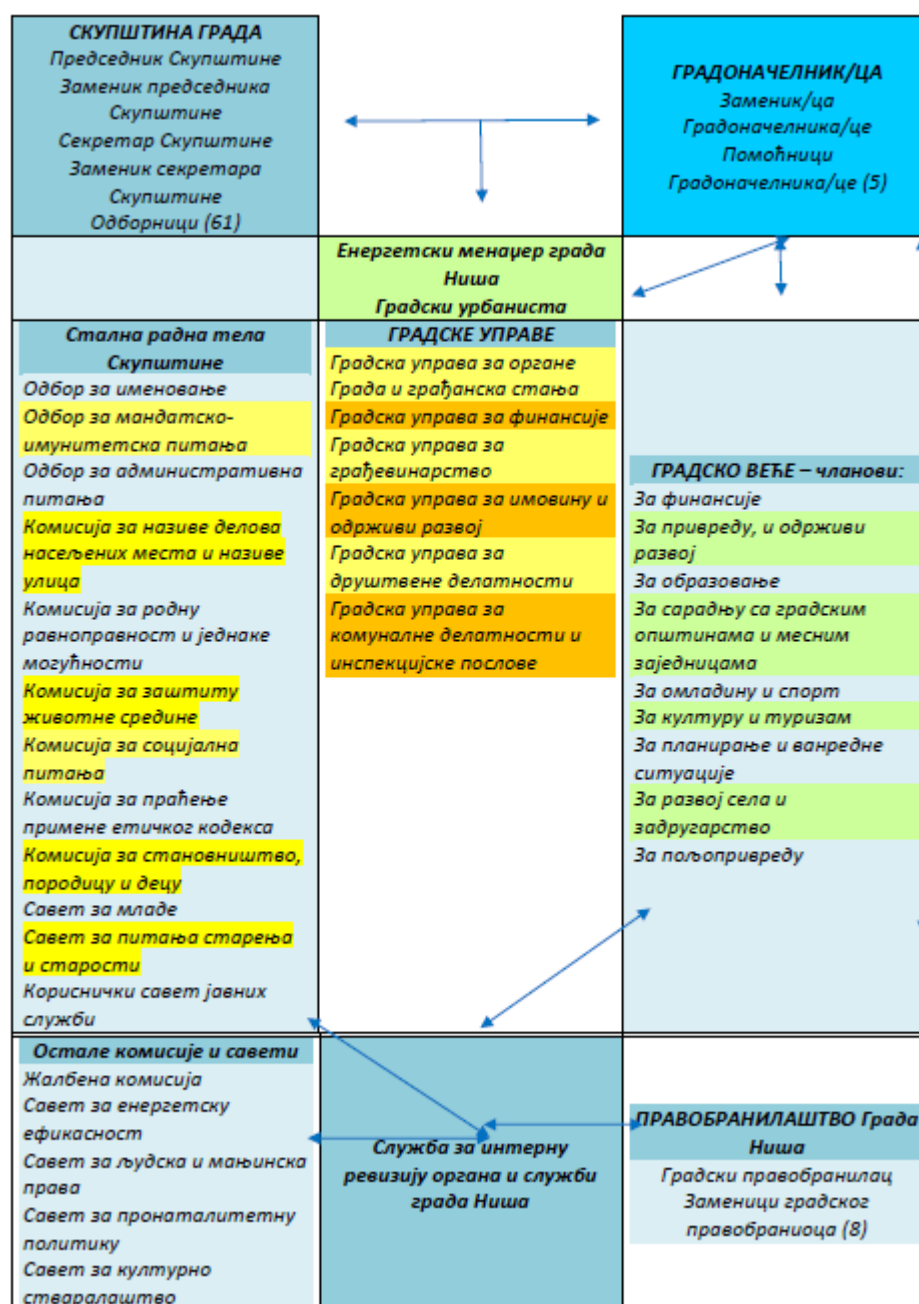 СКУПШТИНА ГРАДА
Председник Скупштине
Заменик председника
Скупштине
Секретар Скупштине
Заменик секретара
Скупштине
Одборници (61)
ГРАДОНАЧЕЛНИК/ЦА
Заменик/ца
Градоначелника/це
Помоћници
Градоначелника/це (5)
Енергетски менаџер града
Ниша
Градски урбаниста
Стална радна тела
Скупштине
Одбор за именовање
Одбор за мандатско-
имунитетска питања
Одбор за административна
питања
Комисија за називе делова
насељених места и називе
улица
Комисија за родну
равноправност и једнаке
могућности
Комисија за заштиту
животне средине
Комисија за социјална
питања
Комисија за праћење
примене етичког кодекса
Комисија за становништво,
породицу и децу
Савет за младе
Савет за питања старења
и старости
Кориснички савет јавних
служби
ГРАДСКЕ УПРАВЕ
Градска управа за органе
Града и грађанска стања
Градска управа за финансије
Градска управа за
грађевинарство
Градска управа за имовину и
одрживи развој
Градска управа за
друштвене делатности
Градска управа за
комуналне делатности и
инспекцијске послове
ГРАДСКО ВЕЋЕ – чланови:
За финансије
За привреду, и одрживи
развој
За образовање
За сарадњу са градским
општинама и месним
заједницама
За омладину и спорт
За културу и туризам
За планирање и ванредне
ситуације
За развој села и
задругарство
За пољопривреду
Остале комисије и савети
Жалбена комисија
Савет за енергетску
ефикасност
Савет за људска и мањинска
права
Савет за пронаталитетну
политику
Савет за културно
стваралаштво
Служба за интерну
ревизију органа и служби
града Ниша
ПРАВОБРАНИЛАШТВО Града
Ниша
Градски правобранилац
Заменици градског
правобраниоца (8)